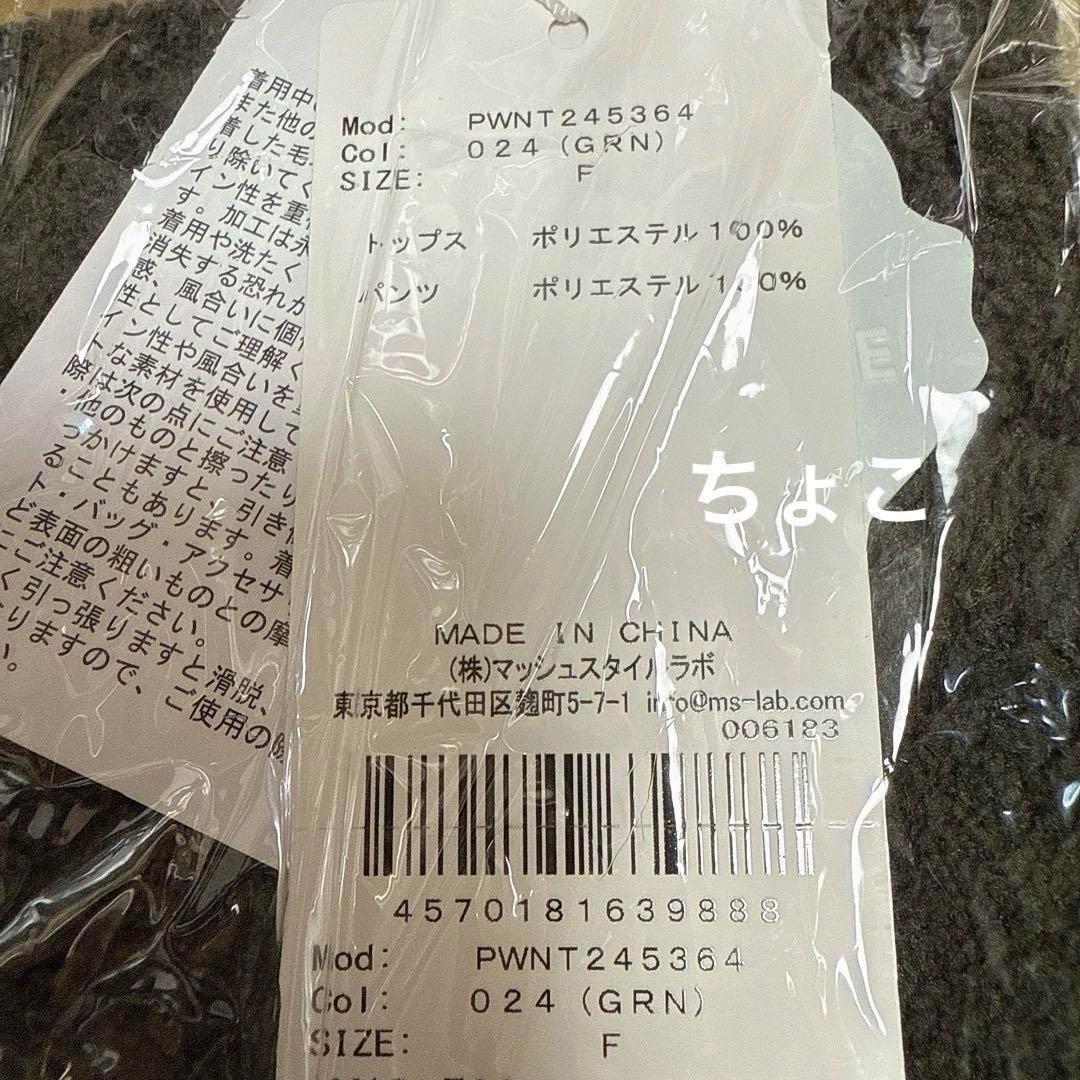 Mod: PWNT245364
Col: 024 (GRN)
SIZE: F
トップス ポリエステル 100%
パンツ ポリエステル 100%
E
ちょこ
MADE IN CHINA
(株)マッシュスタイルラボ
東京都千代田区麹町5-7-1 info@ms-lab.com
006183
4570181639888
Mod: PWNT245364
Col: 024 (GRN)
SIZE: F
着用中
また他の
着した毛
り除いてく
イン性を重
す。加工は永
着用や洗たく
消失する恐れが
感、風合いに個
性としてご理解く
イン性や風合いを
トな素材を使用して
際は次の点にご注意
・他のものと擦ったり
っかけますと、引き
ることもあります。着
ト・バッグ・アクセサ
ど表面の粗いものとの摩
にご注意ください。
く引っ張りますと滑脱、
りますので、ご使用の際
い。